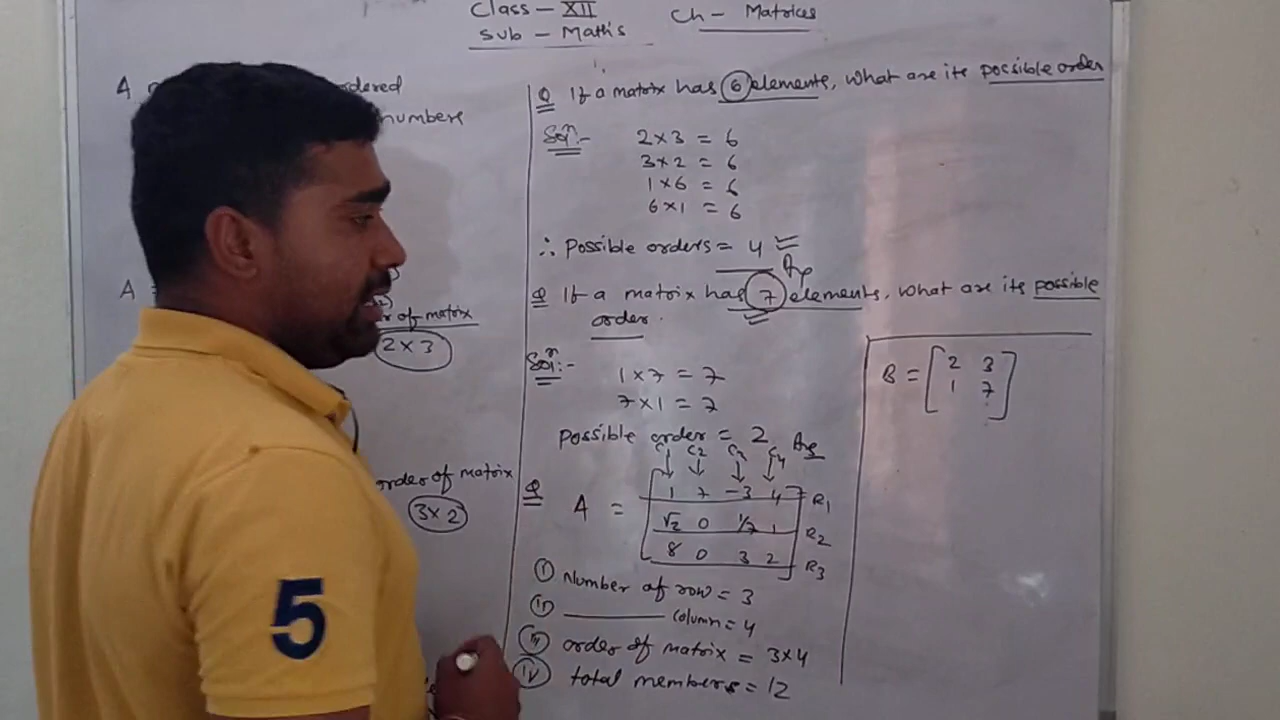 Class - XII Ch - Matrices
Sub - Maths
A
dered
numbers
A
r of matrix
2 x 3
order of matrix
3 x 2
Q If a matrix has 6 elements, What are its possible order
Solⁿ:-
2 x 3 = 6
3 x 2 = 6
1 x 6 = 6
6 x 1 = 6
∴ Possible orders = 4
Ans
Q If a matrix has 7 elements, What are its possible
order.
Solⁿ:-
1 x 7 = 7
7 x 1 = 7
Possible order = 2 Ans
C1 C2 C3 C4
Q A = [ 1 7 -3 4 ] R1
√2 0 1/7 1 R2
8 0 3 2 R3
(i) Number of row = 3
(ii) ——— column = 4
(iii) order of matrix = 3x4
(iv) total members = 12
B = [ 2 3
1 7 ]
5